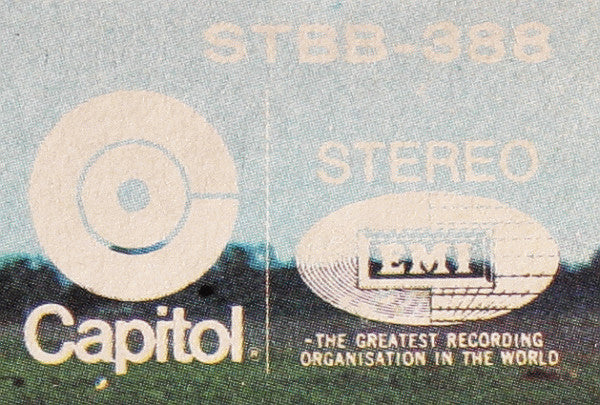 STBB-388
STEREO
EMI
Capitol
-THE GREATEST RECORDING
ORGANISATION IN THE WORLD